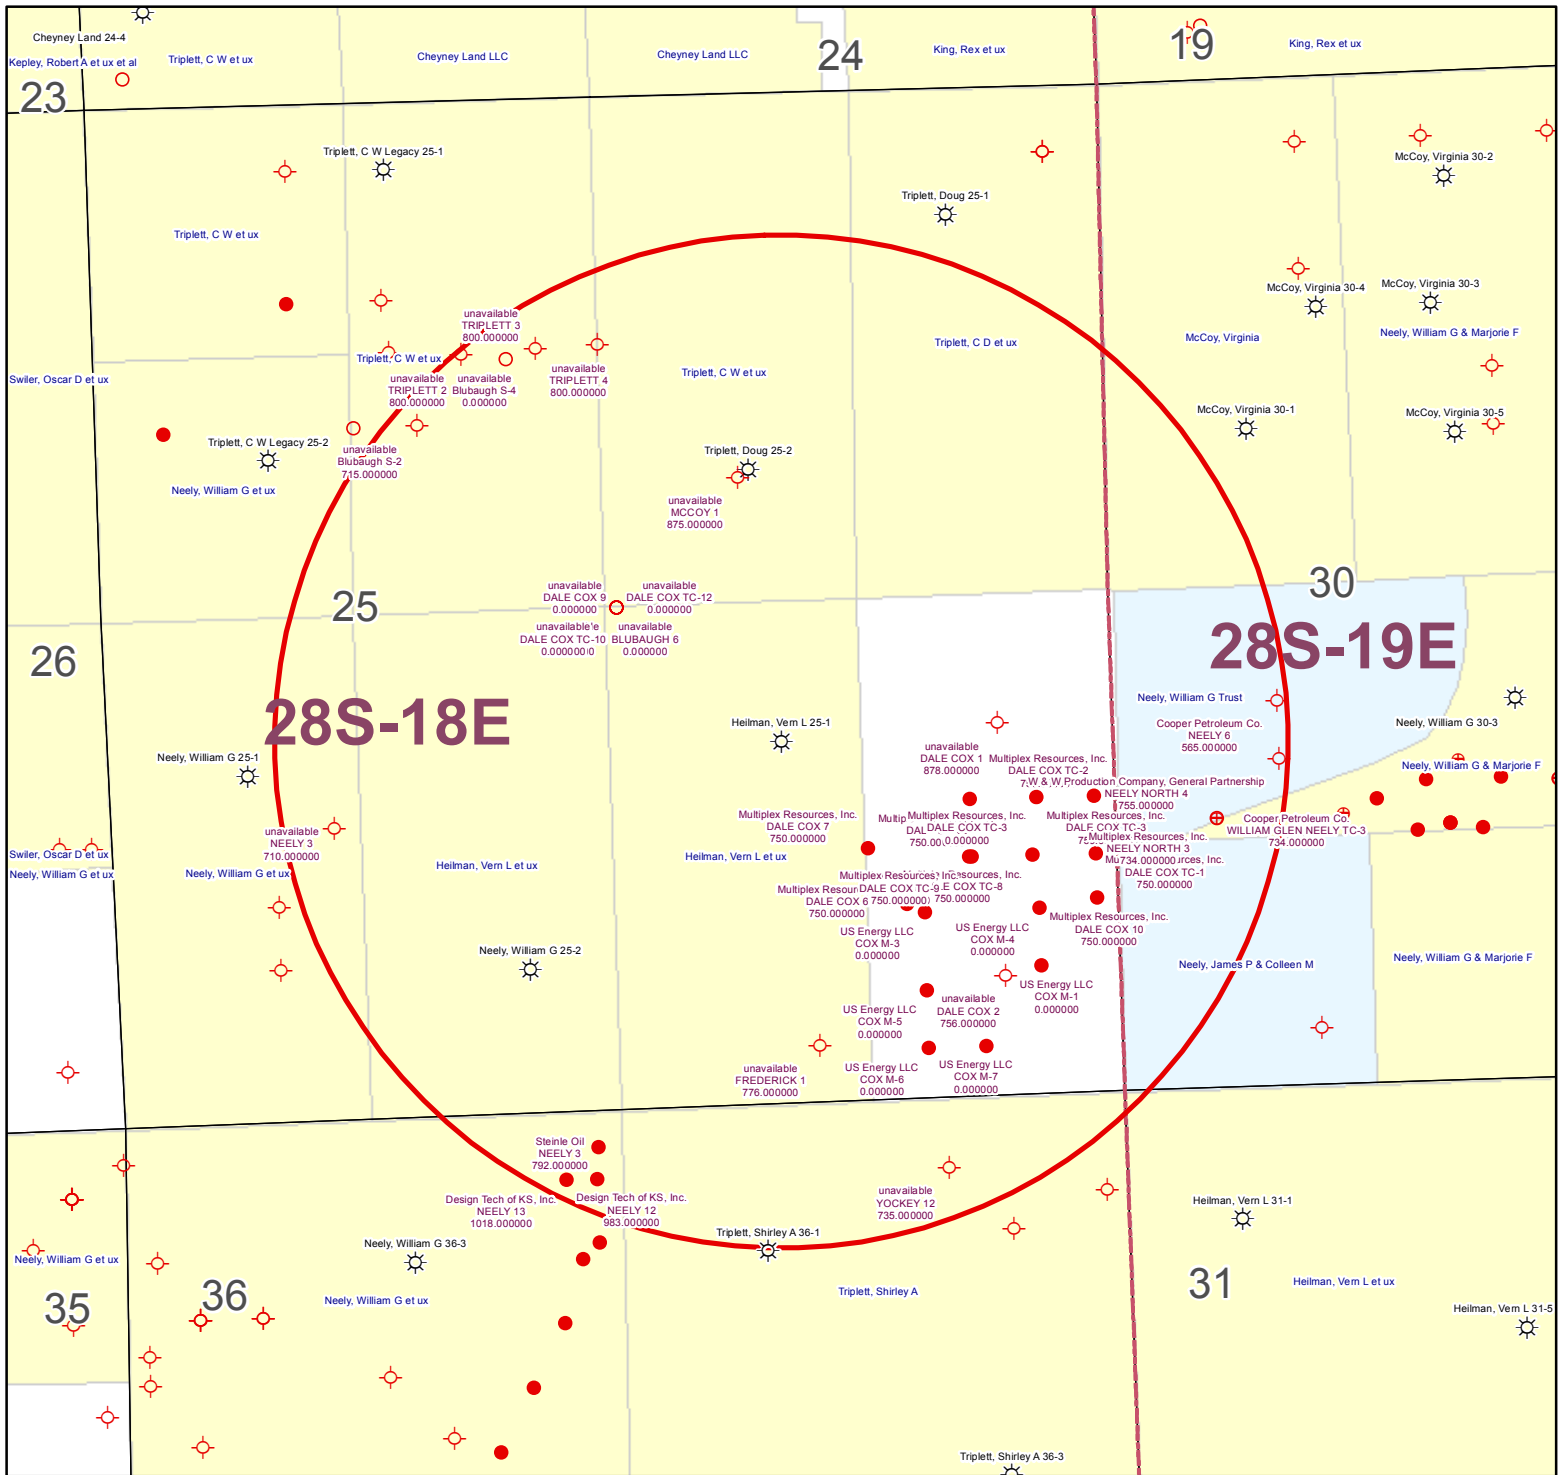 Cheyney Land 24-4
Kepley, Robert A et ux et al
Triplett, C W et ux
Cheyney Land LLC
Cheyney Land LLC
24
King, Rex et ux
19
King, Rex et ux
23
Triplett, C W Legacy 25-1
McCoy, Virginia 30-2
Triplett, Doug 25-1
Triplett, C W et ux
McCoy, Virginia 30-4
McCoy, Virginia 30-3
unavailable
TRIPLETT 3
800.000000
Triplett, C D et ux
McCoy, Virginia
Neely, William G & Marjorie F
Triplett, C W et ux
Triplett, C W et ux
Swiler, Oscar D et ux
unavailable
TRIPLETT 2
800.000000
unavailable
Blubaugh S-4
0.000000
unavailable
TRIPLETT 4
800.000000
McCoy, Virginia 30-1
McCoy, Virginia 30-5
Triplett, C W Legacy 25-2
unavailable
Blubaugh S-2
715.000000
Triplett, Doug 25-2
Neely, William G et ux
unavailable
MCCOY 1
875.000000
25
30
unavailable
DALE COX 9
0.000000
unavailable
DALE COX TC-12
0.000000
unavailable
DALE COX TC-10
unavailable
BLUBAUGH 6
0.000000
26
28S-19E
28S-18E
Neely, William G Trust
Heilman, Vern L 25-1
Cooper Petroleum Co.
NEELY 6
565.000000
Neely, William G 30-3
Neely, William G 25-1
unavailable
DALE COX 1
878.000000
Multiplex Resources, Inc.
DALE COX TC-2
W & W Production Company, General Partnership
NEELY NORTH 4
755.000000
Neely, William G & Marjorie F
Multiplex Resources, Inc.
DALE COX 7
750.000000
Multiplex Resources, Inc.
DALE COX TC-3
0.000000
Multiplex Resources, Inc.
DALE COX TC-3
Cooper Petroleum Co.
WILLIAM GLEN NEELY TC-3
734.000000
unavailable
NEELY 3
710.000000
Multiplex Resources, Inc.
NEELY NORTH 3
734.000000
DALE COX TC-1
750.000000
Swiler, Oscar D et ux
Neely, William G et ux
Neely, William G et ux
Heilman, Vern L et ux
Heilman, Vern L et ux
DALE COX 6
750.000000
DALE COX TC-9
750.000000
750.000000
Multiplex Resources, Inc.
DALE COX 10
750.000000
US Energy LLC
COX M-3
0.000000
US Energy LLC
COX M-4
0.000000
Neely, William G 25-2
Neely, James P & Colleen M
Neely, William G & Marjorie F
US Energy LLC
COX M-1
0.000000
US Energy LLC
COX M-5
0.000000
unavailable
DALE COX 2
756.000000
unavailable
FREDERICK 1
776.000000
US Energy LLC
COX M-6
0.000000
US Energy LLC
COX M-7
0.000000
Steinle Oil
NEELY 3
792.000000
Design Tech of KS, Inc.
NEELY 13
1018.000000
Design Tech of KS, Inc.
NEELY 12
983.000000
unavailable
YOCKEY 12
735.000000
Heilman, Vern L 31-1
Triplett, Shirley A 36-1
Neely, William G 36-3
Neely, William G et ux
35
36
Neely, William G et ux
Triplett, Shirley A
31
Heilman, Vern L et ux
Heilman, Vern L 31-5
Triplett, Shirley A 36-3